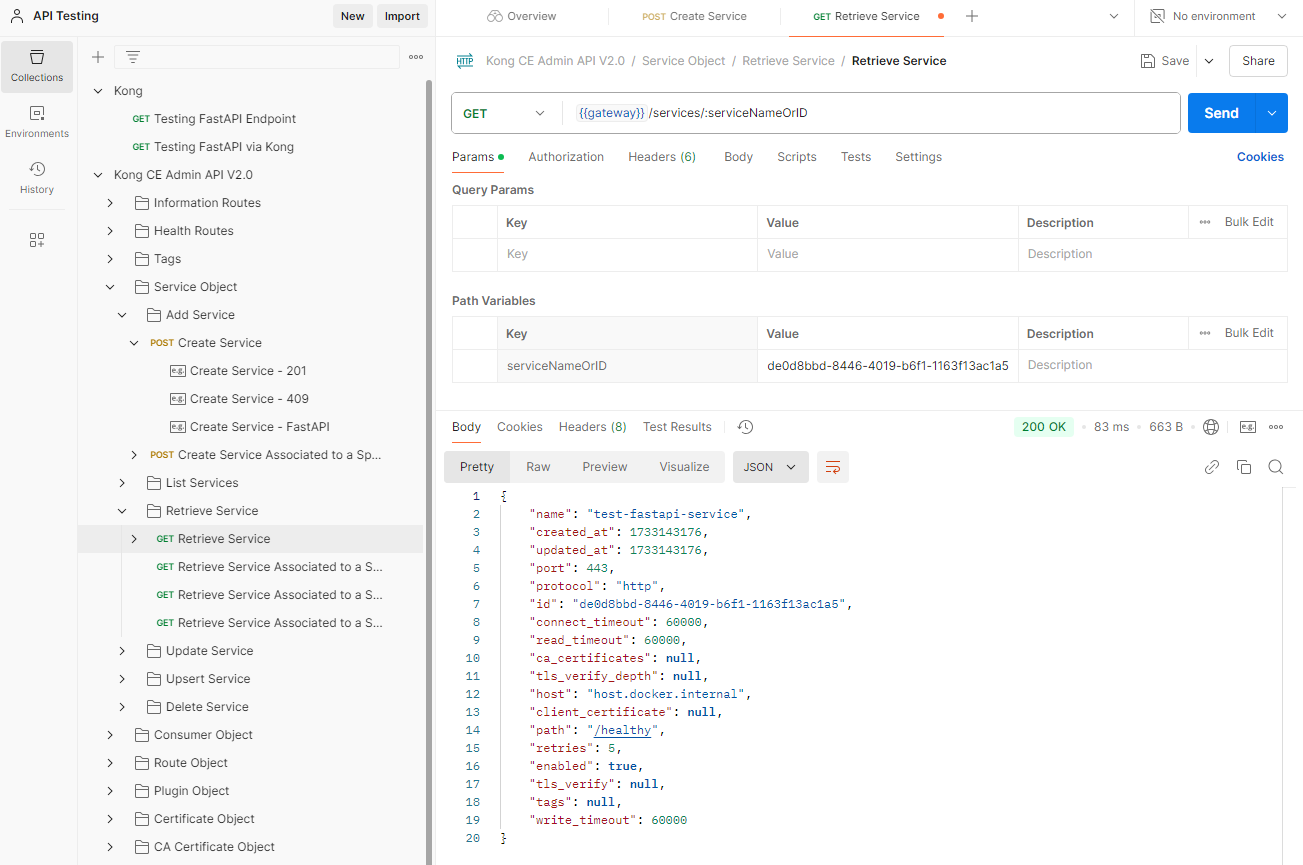 API Testing
New
Import
Collections
Environments
History
Kong
GET Testing FastAPI Endpoint
GET Testing FastAPI via Kong
Kong CE Admin API V2.0
Information Routes
Health Routes
Tags
Service Object
Add Service
POST Create Service
e.g. Create Service - 201
e.g. Create Service - 409
e.g. Create Service - FastAPI
POST Create Service Associated to a Sp...
List Services
Retrieve Service
GET Retrieve Service
GET Retrieve Service Associated to a S...
GET Retrieve Service Associated to a S...
GET Retrieve Service Associated to a S...
Update Service
Upsert Service
Delete Service
Consumer Object
Route Object
Plugin Object
Certificate Object
CA Certificate Object
Overview
POST Create Service
GET Retrieve Service
No environment
HTTP Kong CE Admin API V2.0 / Service Object / Retrieve Service / Retrieve Service
Save
Share
GET
{{gateway}}/services/:serviceNameOrID
Send
Params Authorization Headers (6) Body Scripts Tests Settings
Cookies
Query Params
Key Value Description Bulk Edit
Key Value Description
Path Variables
Key Value Description Bulk Edit
serviceNameOrID de0d8bbd-8446-4019-b6f1-1163f13ac1a5 Description
Body Cookies Headers (8) Test Results
200 OK 83 ms 663 B e.g.
Pretty Raw Preview Visualize JSON
1 {
2 "name": "test-fastapi-service",
3 "created_at": 1733143176,
4 "updated_at": 1733143176,
5 "port": 443,
6 "protocol": "http",
7 "id": "de0d8bbd-8446-4019-b6f1-1163f13ac1a5",
8 "connect_timeout": 60000,
9 "read_timeout": 60000,
10 "ca_certificates": null,
11 "tls_verify_depth": null,
12 "host": "host.docker.internal",
13 "client_certificate": null,
14 "path": "/healthy",
15 "retries": 5,
16 "enabled": true,
17 "tls_verify": null,
18 "tags": null,
19 "write_timeout": 60000
20 }